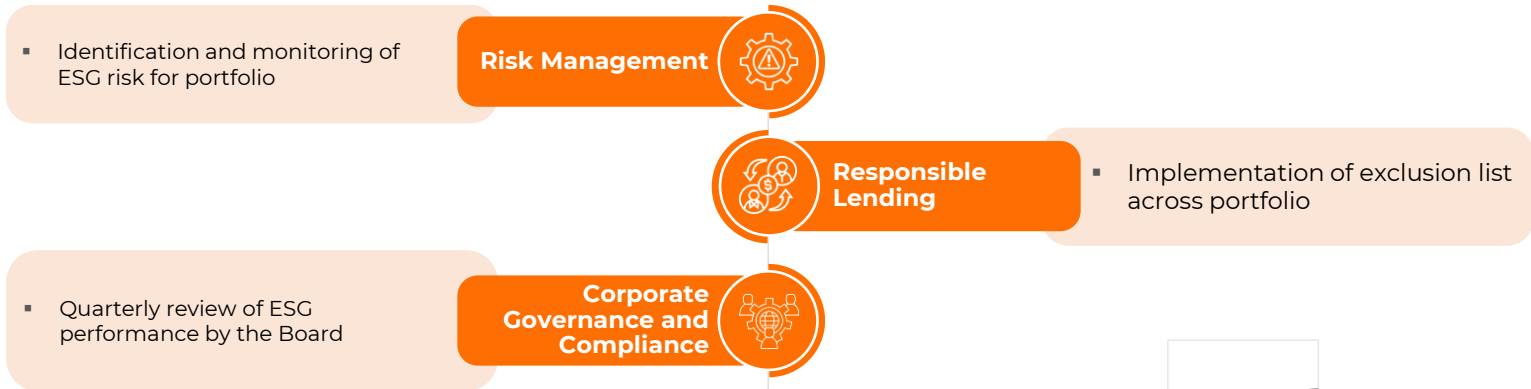 ▪ Identification and monitoring of
ESG risk for portfolio
Risk Management
Responsible
Lending
▪ Implementation of exclusion list
across portfolio
▪ Quarterly review of ESG
performance by the Board
Corporate
Governance and
Compliance